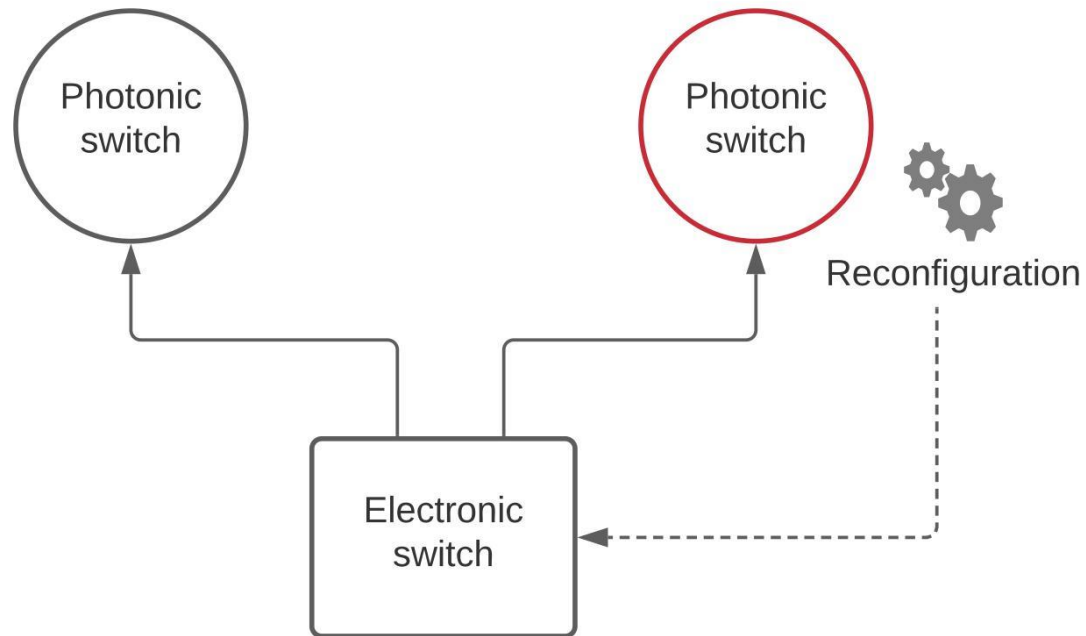 Photonic
switch
Photonic
switch
Reconfiguration
Electronic
switch